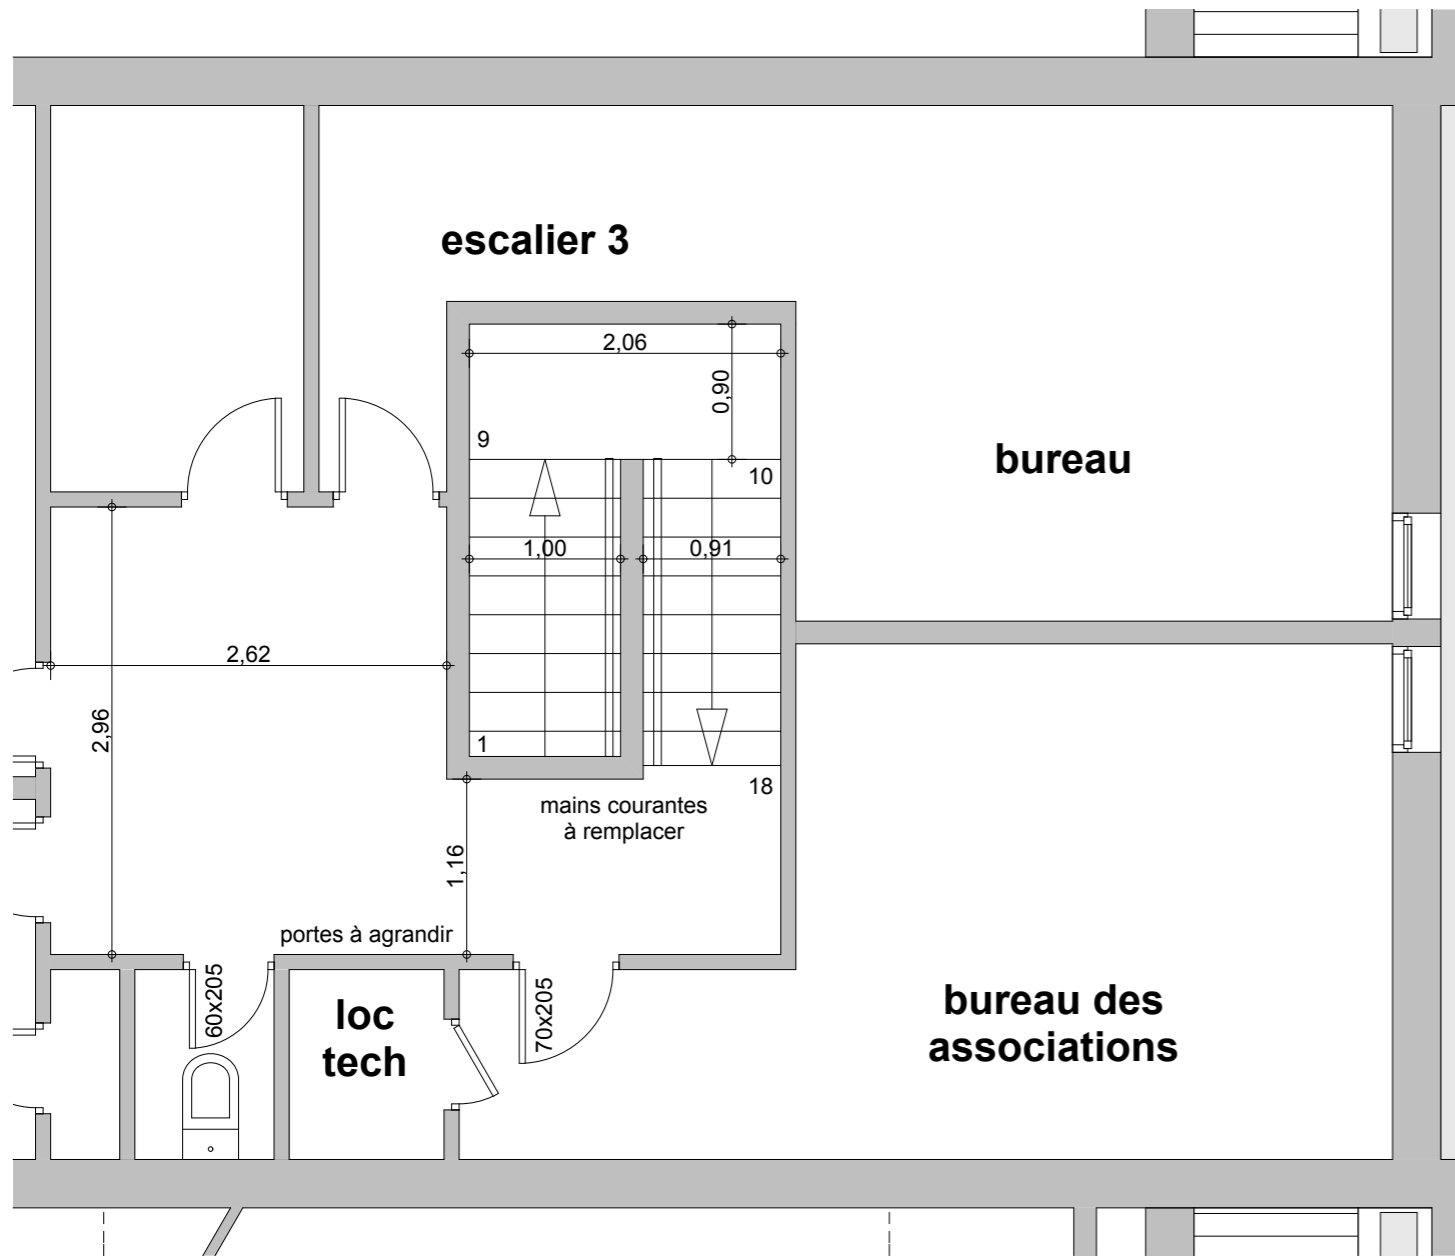 escalier 3
2,06
0,90
9
10
bureau
1,00
0,91
2,62
2,96
1
18
mains courantes
à remplacer
1,16
portes à agrandir
60x205
loc
tech
70x205
bureau des
associations